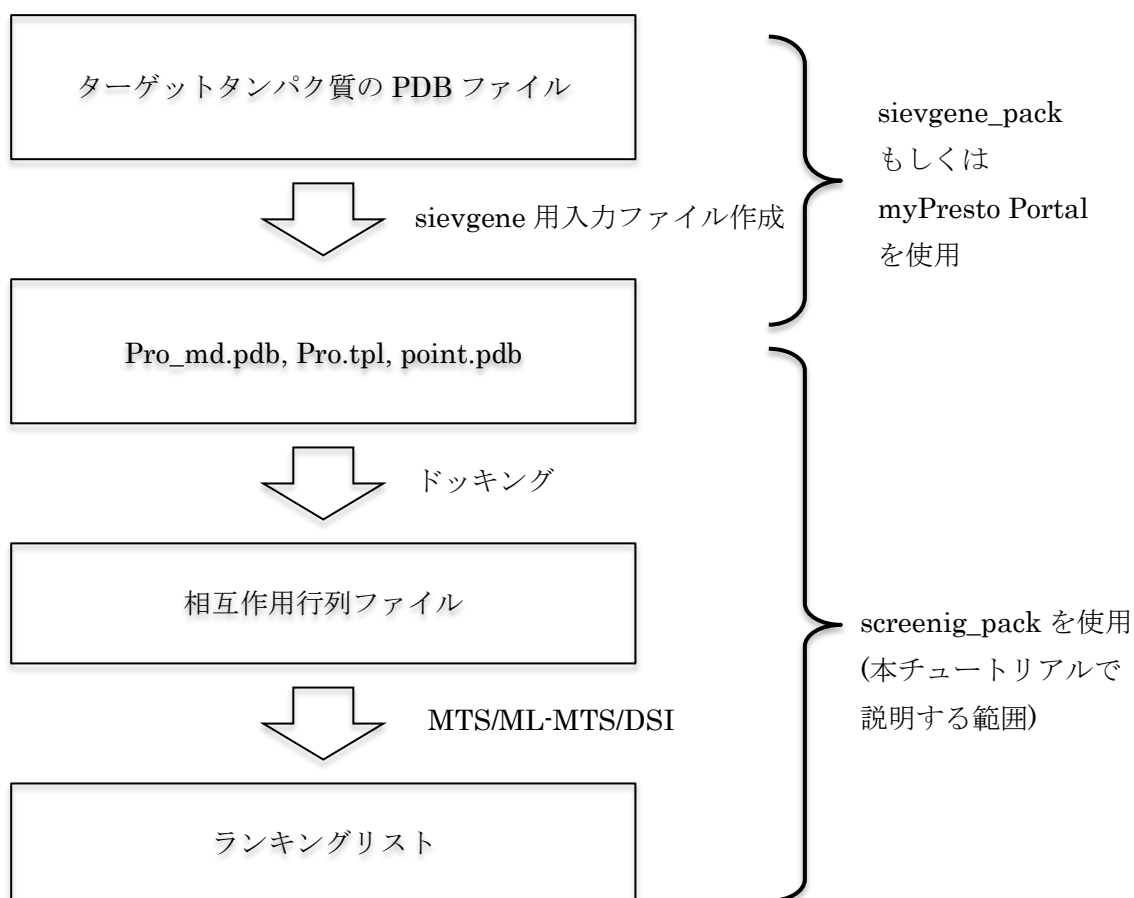 ターゲットタンパク質の PDB ファイル
sievgene_pack
もしくは
myPresto Portal
を使用
sievgene 用入力ファイル作成
Pro_md.pdb, Pro.tpl, point.pdb
ドッキング
相互作用行列ファイル
screenig_pack を使用
(本チュートリアルで
説明する範囲)
MTS/ML-MTS/DSI
ランキングリスト